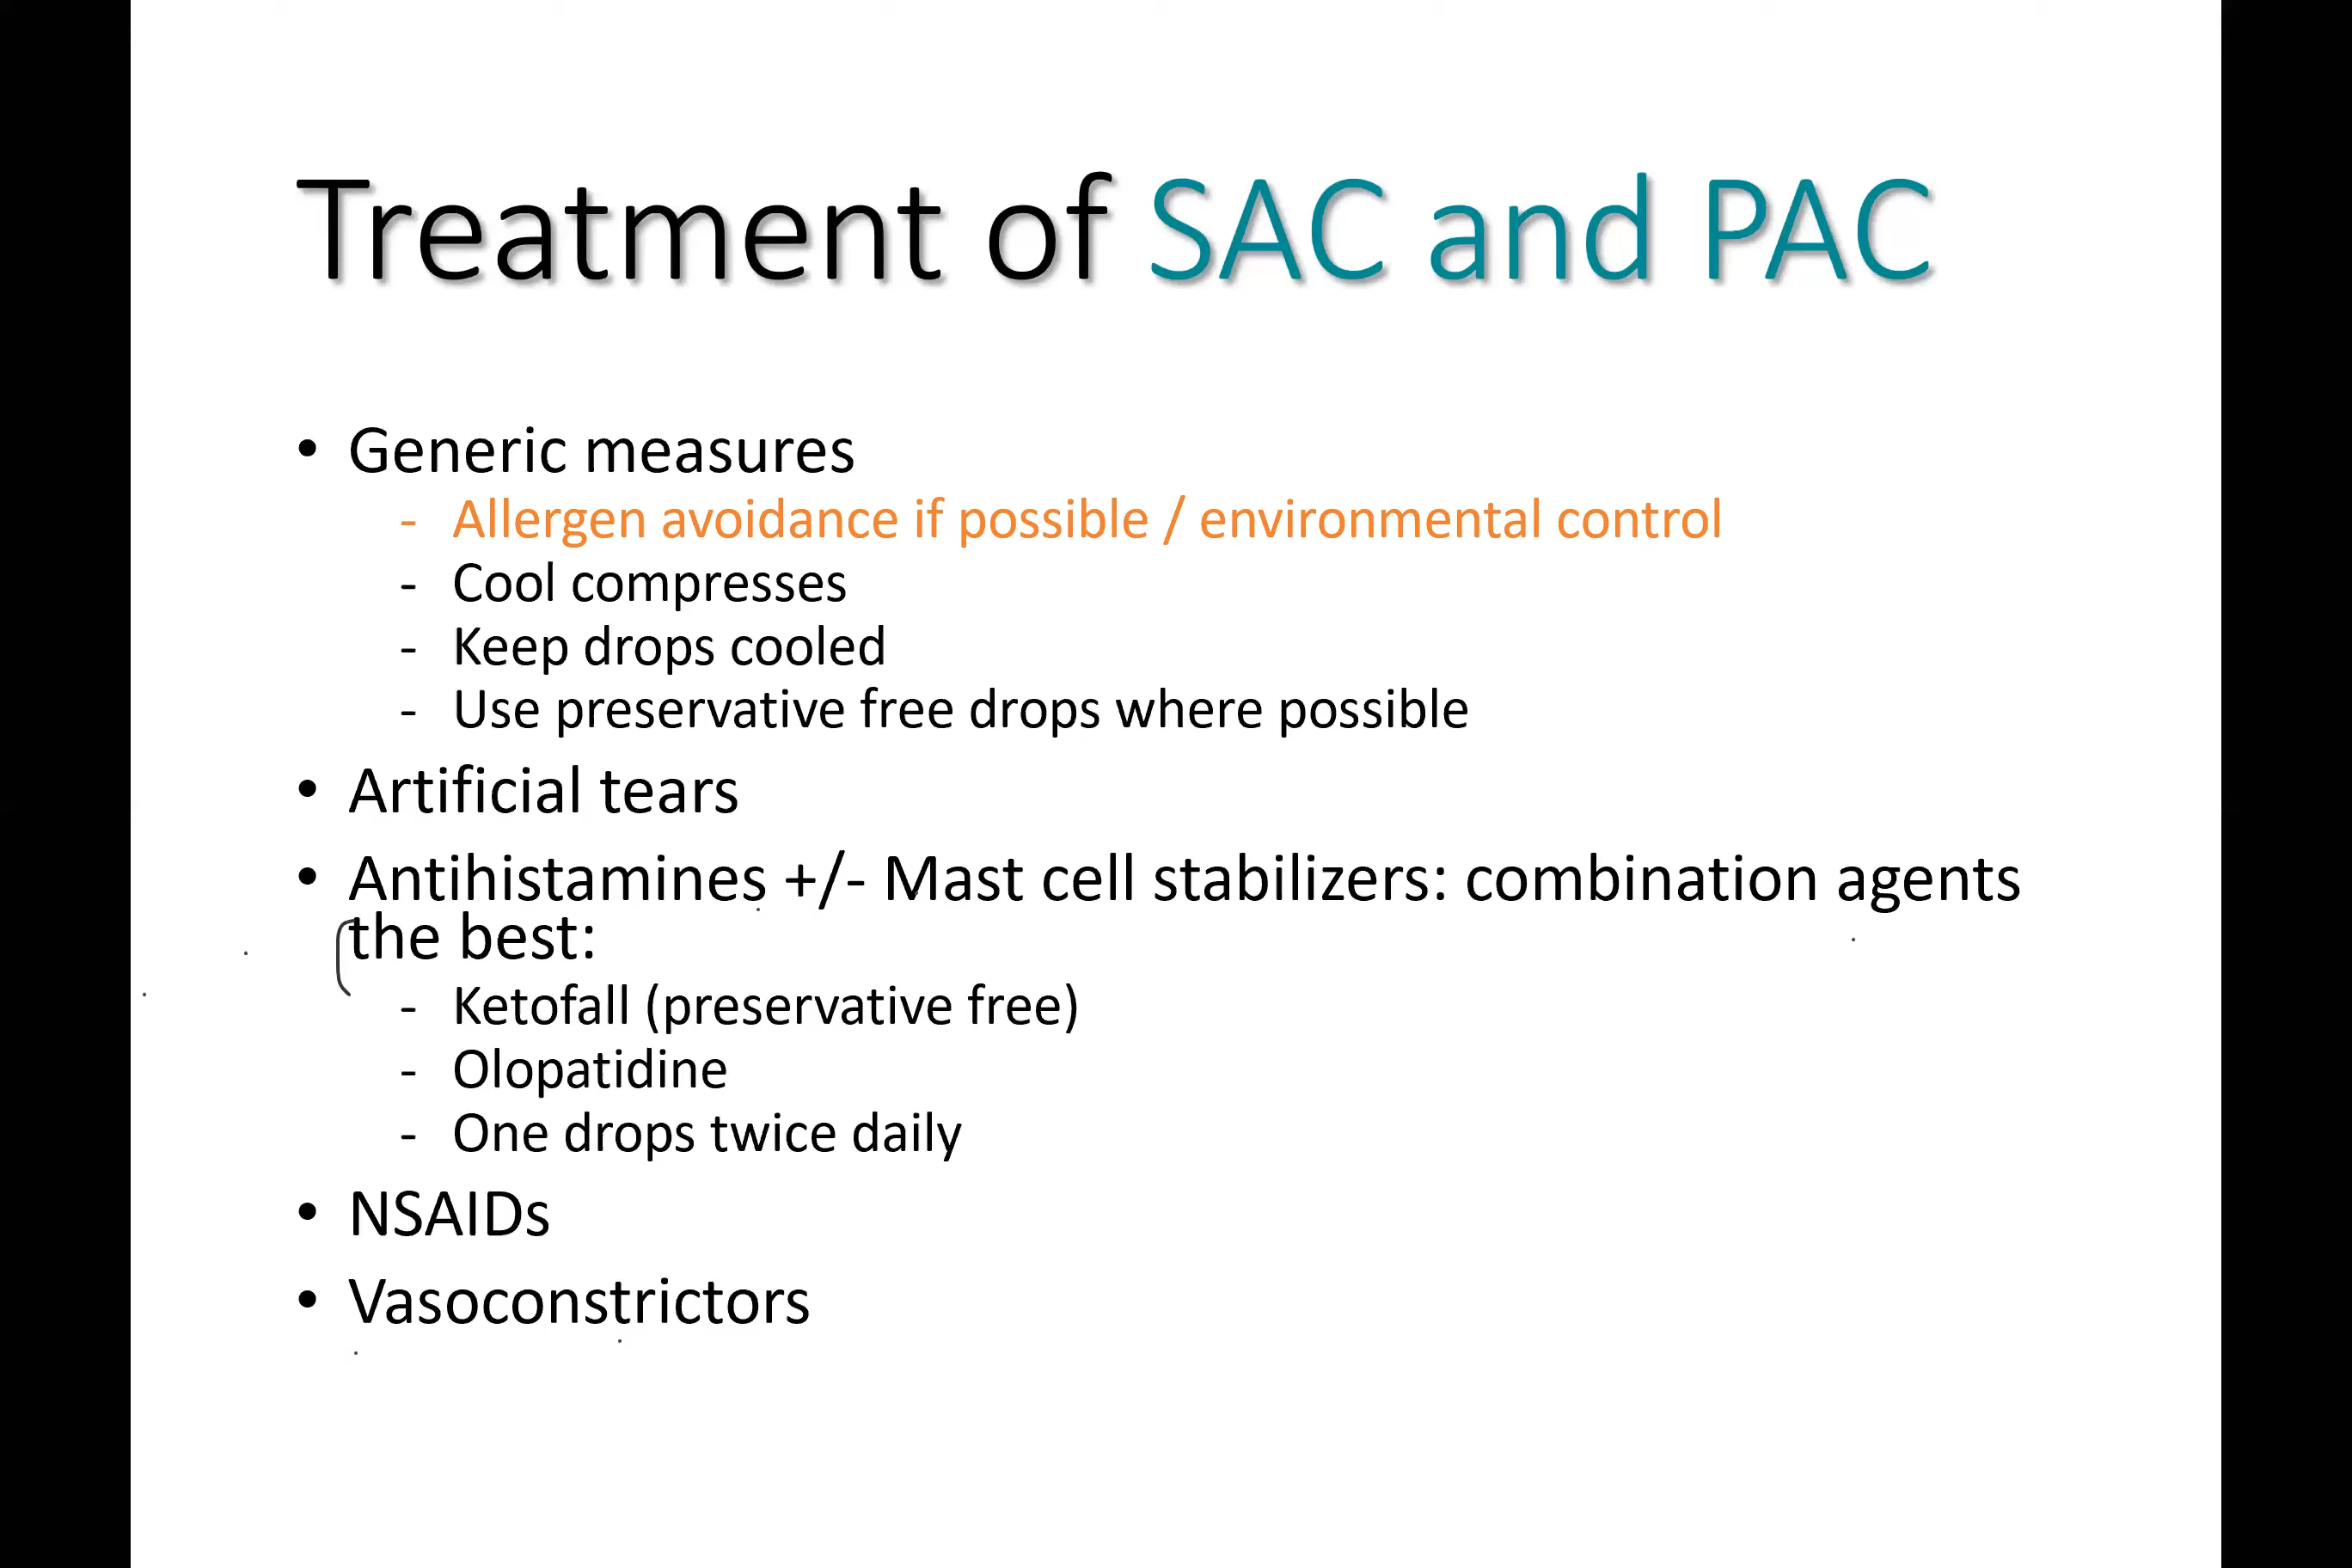 Treatment of SAC and PAC
• Generic measures
- Allergen avoidance if possible / environmental control
- Cool compresses
- Keep drops cooled
- Use preservative free drops where possible
• Artificial tears
• Antihistamines +/- Mast cell stabilizers: combination agents
the best:
- Ketofall (preservative free)
- Olopatidine
- One drops twice daily
• NSAIDs
• Vasoconstrictors